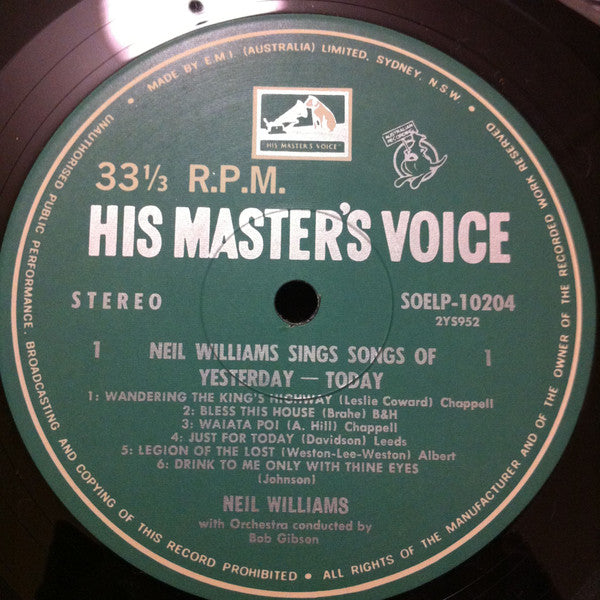 MADE BY E.M.I. (AUSTRALIA) LIMITED, SYDNEY, N.S.W.
HIS MASTER'S VOICE
AUSTRALIAN RECORDING
33⅓ R.P.M.
HIS MASTER'S VOICE
STEREO
SOELP-10204
2YS952
1 NEIL WILLIAMS SINGS SONGS OF 1
YESTERDAY — TODAY
1: WANDERING THE KING'S HIGHWAY (Leslie Coward) Chappell
2: BLESS THIS HOUSE (Brahe) B&H
3: WAIATA POI (A. Hill) Chappell
4: JUST FOR TODAY (Davidson) Leeds
5: LEGION OF THE LOST (Weston-Lee-Weston) Albert
6: DRINK TO ME ONLY WITH THINE EYES
(Johnson)
NEIL WILLIAMS
with Orchestra conducted by
Bob Gibson
• ALL RIGHTS OF THE MANUFACTURER AND OF THE OWNER OF THE RECORDED WORK RESERVED
UNAUTHORISED PUBLIC PERFORMANCE, BROADCASTING AND COPYING OF THIS RECORD PROHIBITED